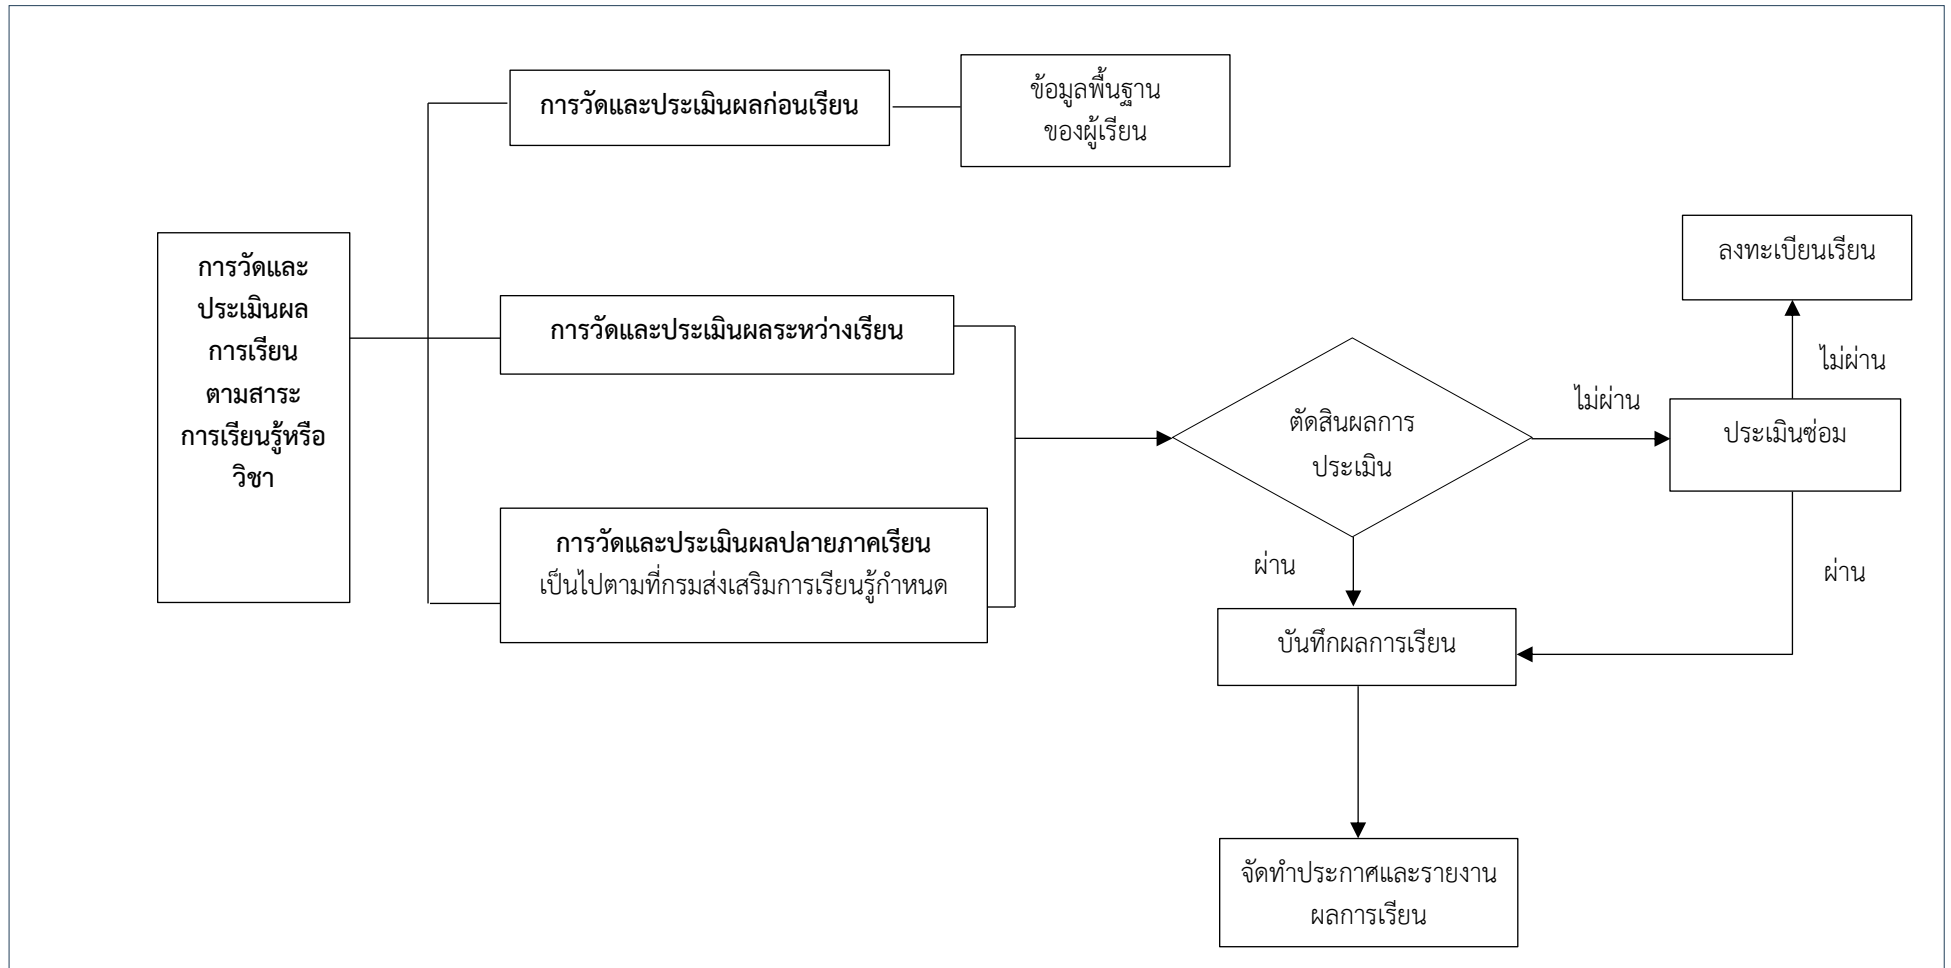 การวัดและประเมินผลก่อนเรียน
ข้อมูลพื้นฐาน
ของผู้เรียน
การวัดและ
ประเมินผล
การเรียน
ตามสาระ
การเรียนรู้หรือ
วิชา
การวัดและประเมินผลระหว่างเรียน
การวัดและประเมินผลปลายภาคเรียน
เป็นไปตามที่กรมส่งเสริมการเรียนรู้กำหนด
ตัดสินผลการ
ประเมิน
ไม่ผ่าน
ประเมินซ่อม
ไม่ผ่าน
ลงทะเบียนเรียน
ผ่าน
ผ่าน
บันทึกผลการเรียน
จัดทำประกาศและรายงาน
ผลการเรียน